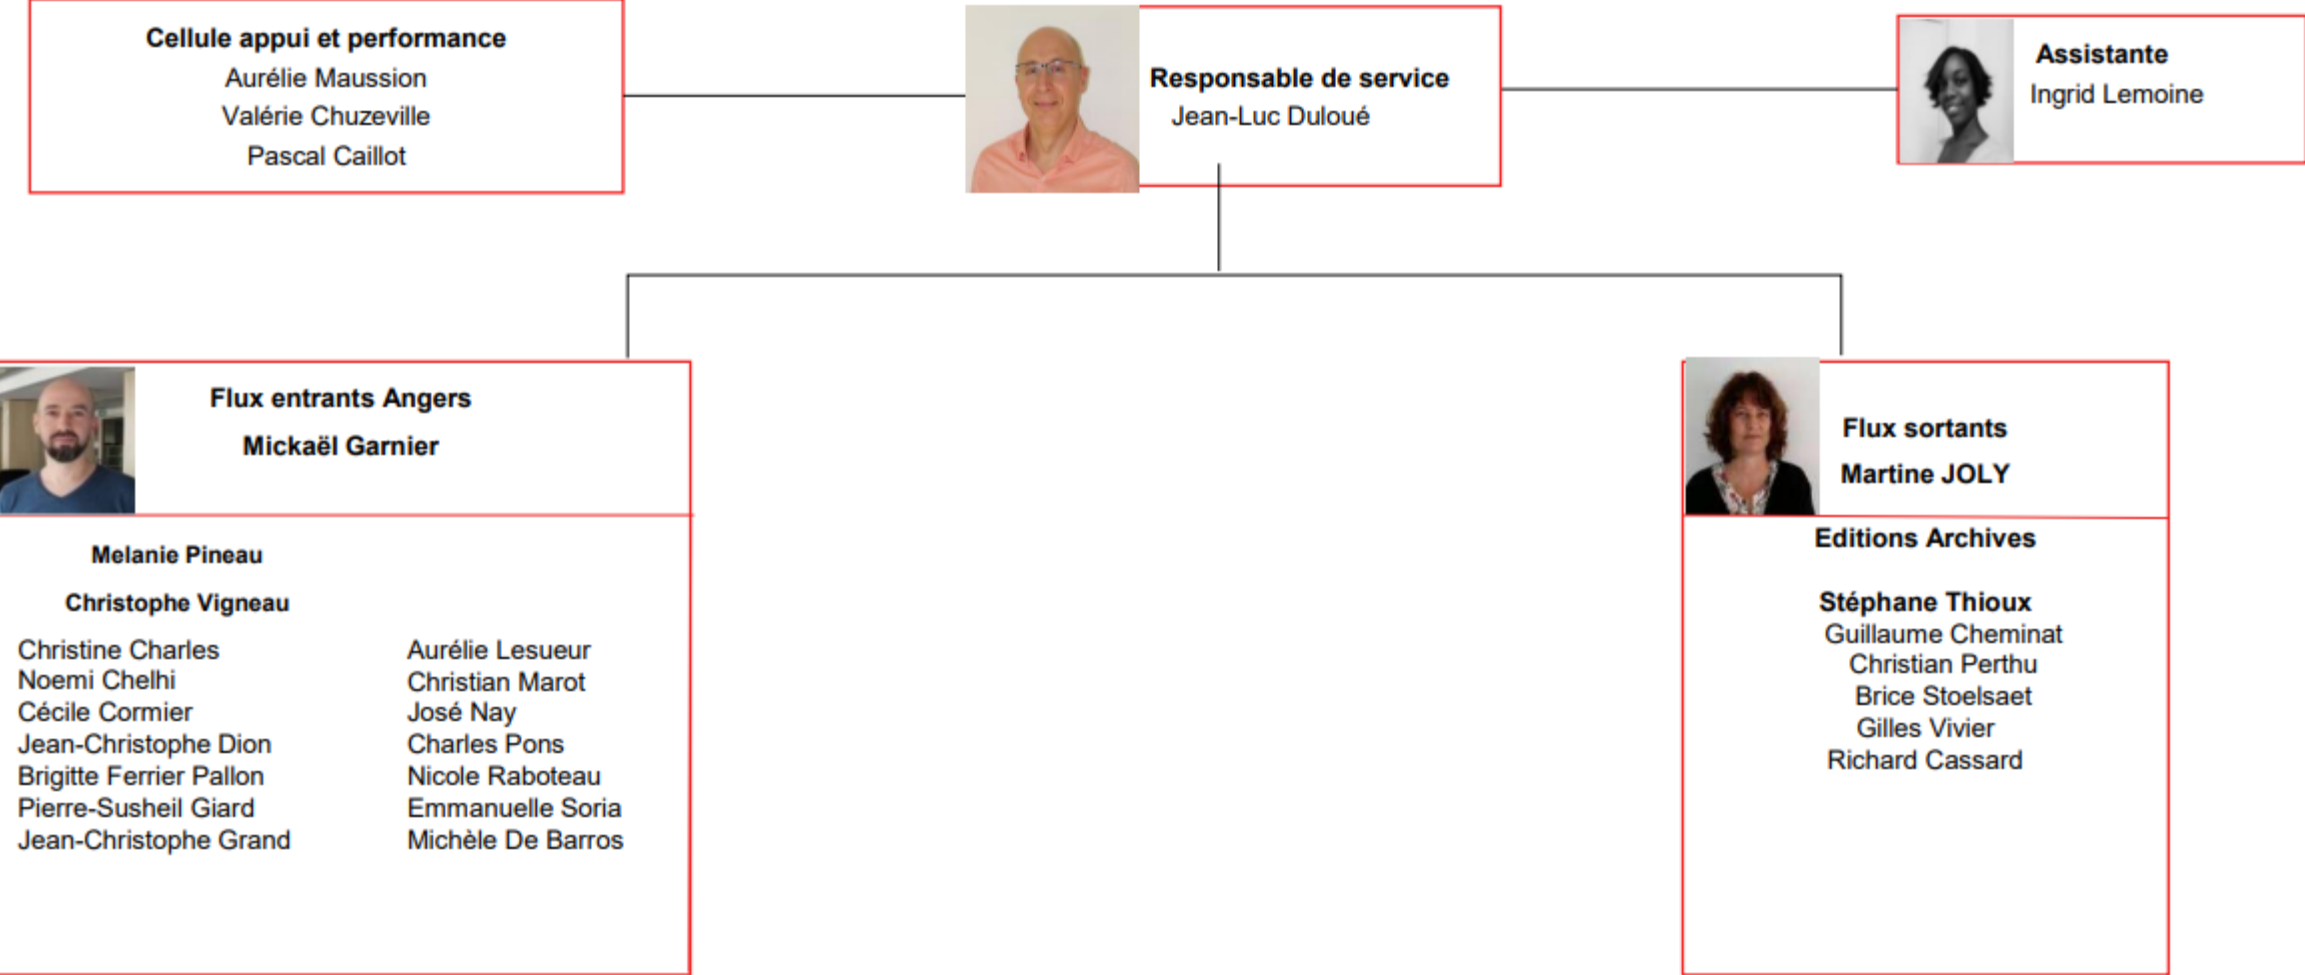 Cellule appui et performance
Aurélie Maussion
Valérie Chuzeville
Pascal Caillot
Responsable de service
Jean-Luc Duloué
Assistante
Ingrid Lemoine
Flux entrants Angers
Mickaël Garnier
Melanie Pineau
Christophe Vigneau
Christine Charles
Noemi Chelhi
Cécile Cormier
Jean-Christophe Dion
Brigitte Ferrier Pallon
Pierre-Susheil Giard
Jean-Christophe Grand
Aurélie Lesueur
Christian Marot
José Nay
Charles Pons
Nicole Raboteau
Emmanuelle Soria
Michèle De Barros
Flux sortants
Martine JOLY
Editions Archives
Stéphane Thioux
Guillaume Cheminat
Christian Perthu
Brice Stoelsaet
Gilles Vivier
Richard Cassard